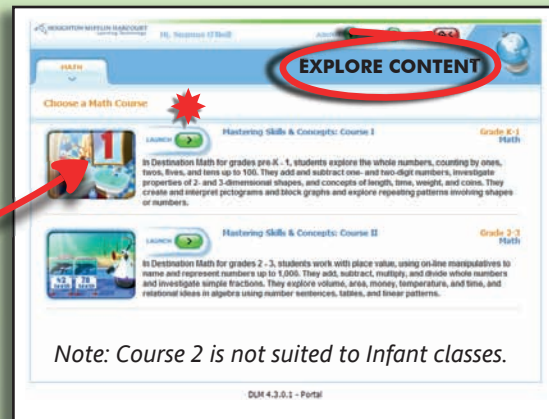 HOUGHTON MIFFLIN HARCOURT
Learning Technology
Hi, Seamus O'Neill
EXPLORE CONTENT
MATH
Choose a Math Course
1
LAUNCH
Mastering Skills & Concepts: Course I
Grade K-1
Math
In Destination Math for grades pre-K - 1, students explore the whole numbers, counting by ones,
twos, fives, and tens up to 100. They add and subtract one- and two-digit numbers, investigate
properties of 2- and 3-dimensional shapes, and concepts of length, time, weight, and coins. They
create and interpret pictograms and block graphs and explore repeating patterns involving shapes
or numbers.
LAUNCH
Mastering Skills & Concepts: Course II
Grade 2-3
Math
In Destination Math for grades 2 - 3, students work with place value, using on-line manipulatives to
name and represent numbers up to 1,000. They add, subtract, multiply, and divide whole numbers
and investigate simple fractions. They explore volume, area, money, temperature, and time, and
relational ideas in algebra using number sentences, tables, and linear patterns.
Note: Course 2 is not suited to Infant classes.
DLM 4.3.0.1 - Portal